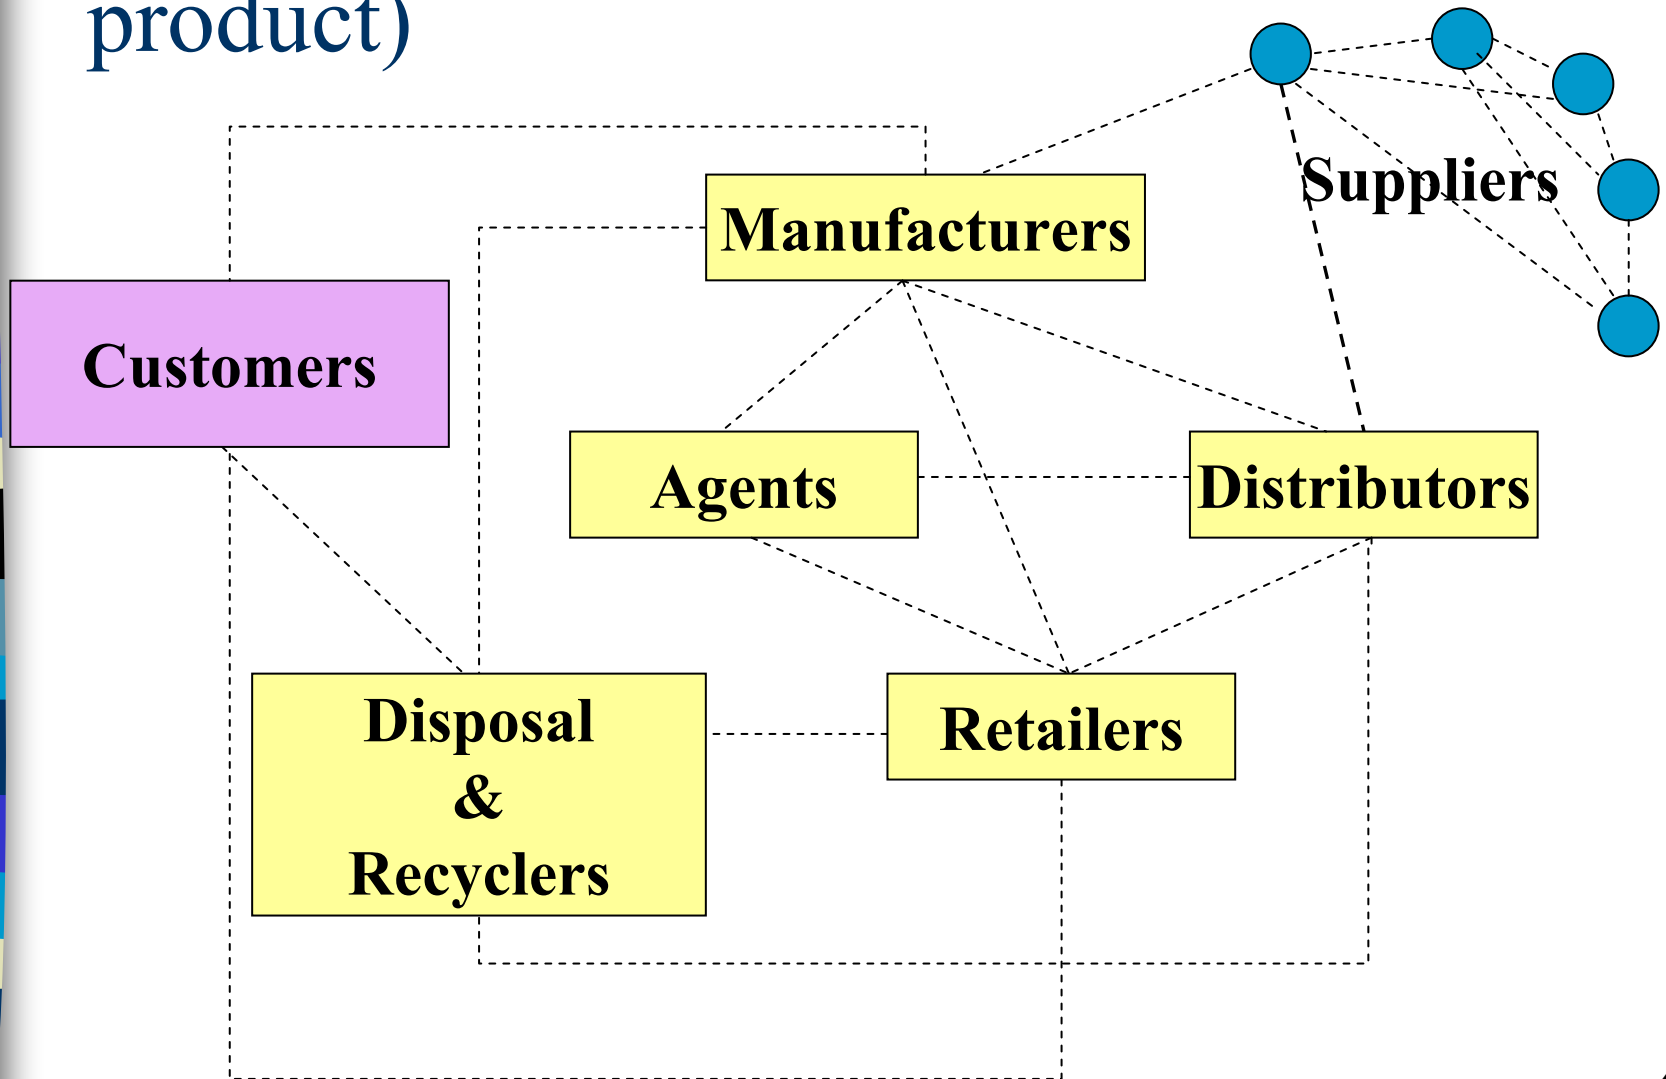 product)
Suppliers
Manufacturers
Customers
Agents
Distributors
Disposal
&
Recyclers
Retailers